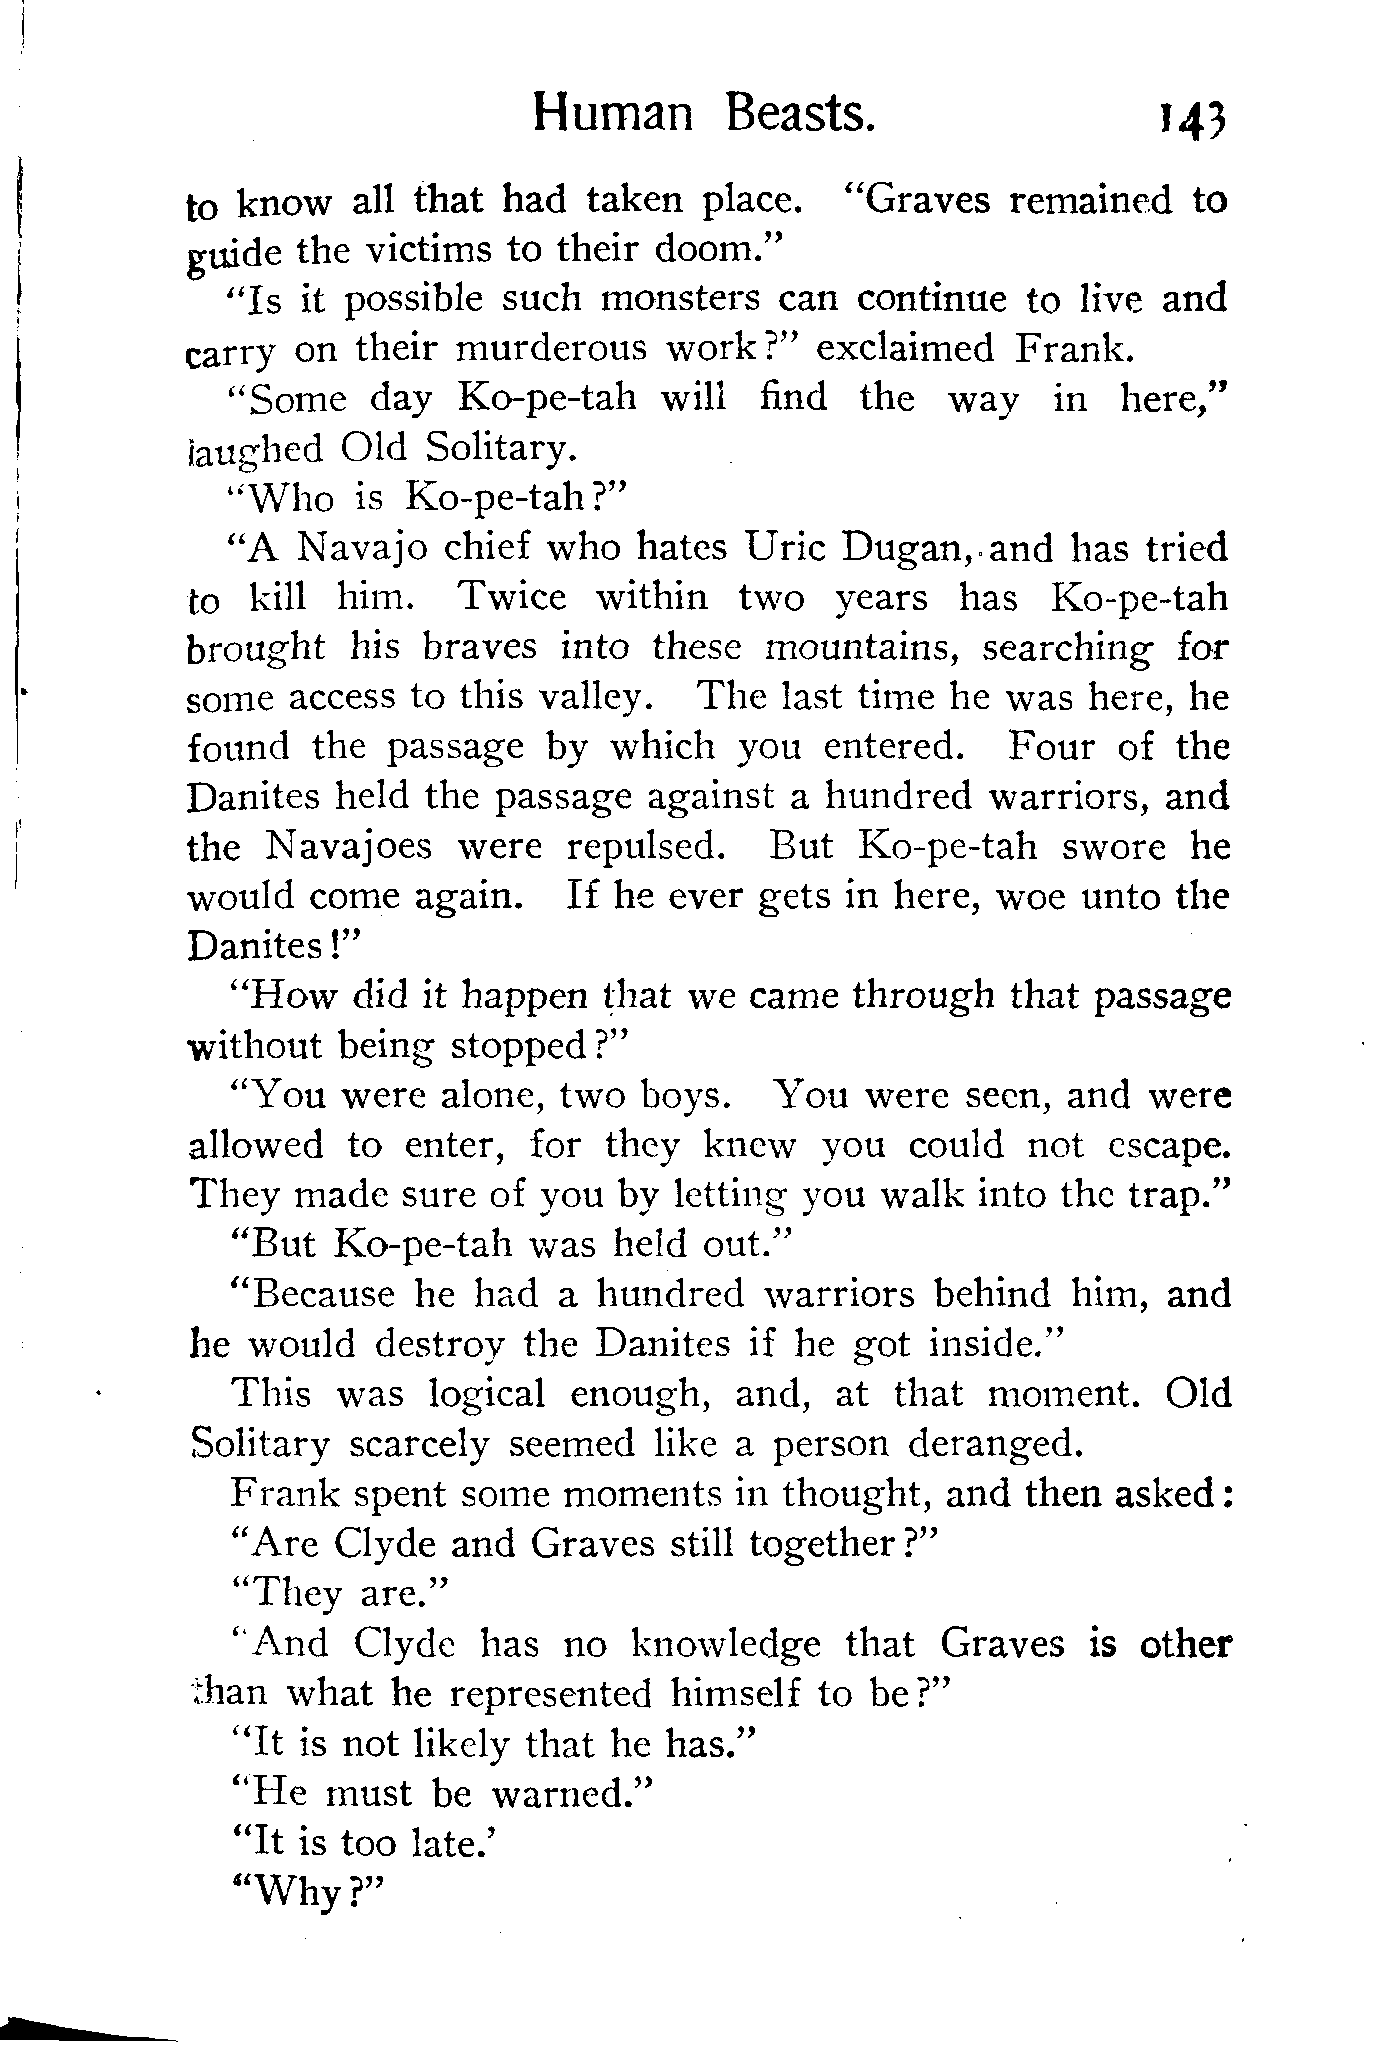 Human Beasts. 143
to know all that had taken place. "Graves remained to
guide the victims to their doom."
"Is it possible such monsters can continue to live and
carry on their murderous work?" exclaimed Frank.
"Some day Ko-pe-tah will find the way in here,"
laughed Old Solitary.
"Who is Ko-pe-tah?"
"A Navajo chief who hates Uric Dugan, and has tried
to kill him. Twice within two years has Ko-pe-tah
brought his braves into these mountains, searching for
some access to this valley. The last time he was here, he
found the passage by which you entered. Four of the
Danites held the passage against a hundred warriors, and
the Navajoes were repulsed. But Ko-pe-tah swore he
would come again. If he ever gets in here, woe unto the
Danites!"
"How did it happen that we came through that passage
without being stopped?"
"You were alone, two boys. You were seen, and were
allowed to enter, for they knew you could not escape.
They made sure of you by letting you walk into the trap."
"But Ko-pe-tah was held out."
"Because he had a hundred warriors behind him, and
he would destroy the Danites if he got inside."
This was logical enough, and, at that moment. Old
Solitary scarcely seemed like a person deranged.
Frank spent some moments in thought, and then asked:
"Are Clyde and Graves still together?"
"They are."
"And Clyde has no knowledge that Graves is other
than what he represented himself to be?"
"It is not likely that he has."
"He must be warned."
"It is too late.'
"Why?"